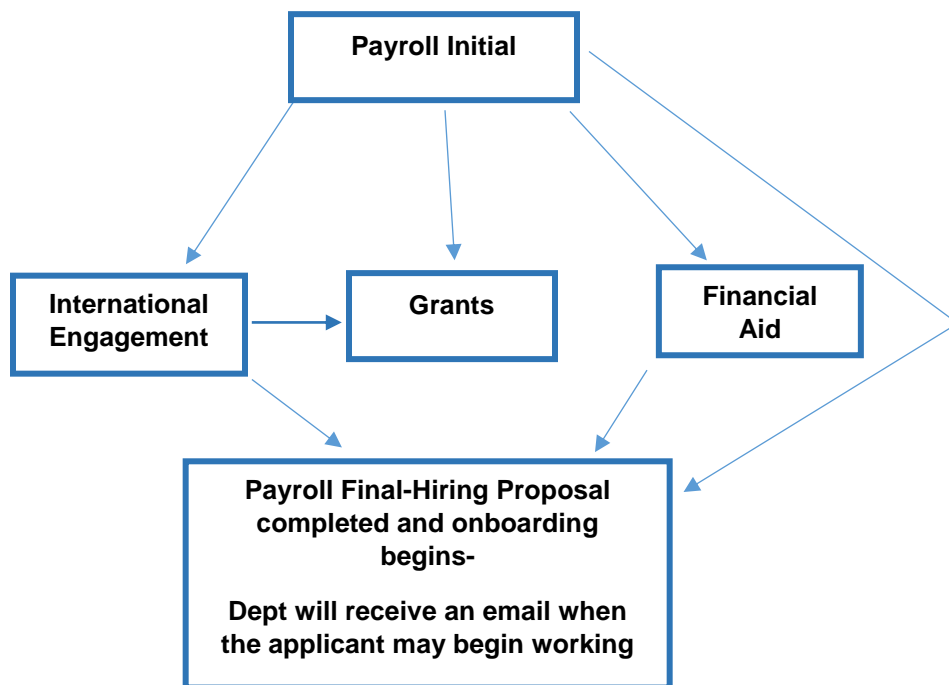 Payroll Initial
International
Engagement
Grants
Financial
Aid
Payroll Final-Hiring Proposal
completed and onboarding
begins-
Dept will receive an email when
the applicant may begin working